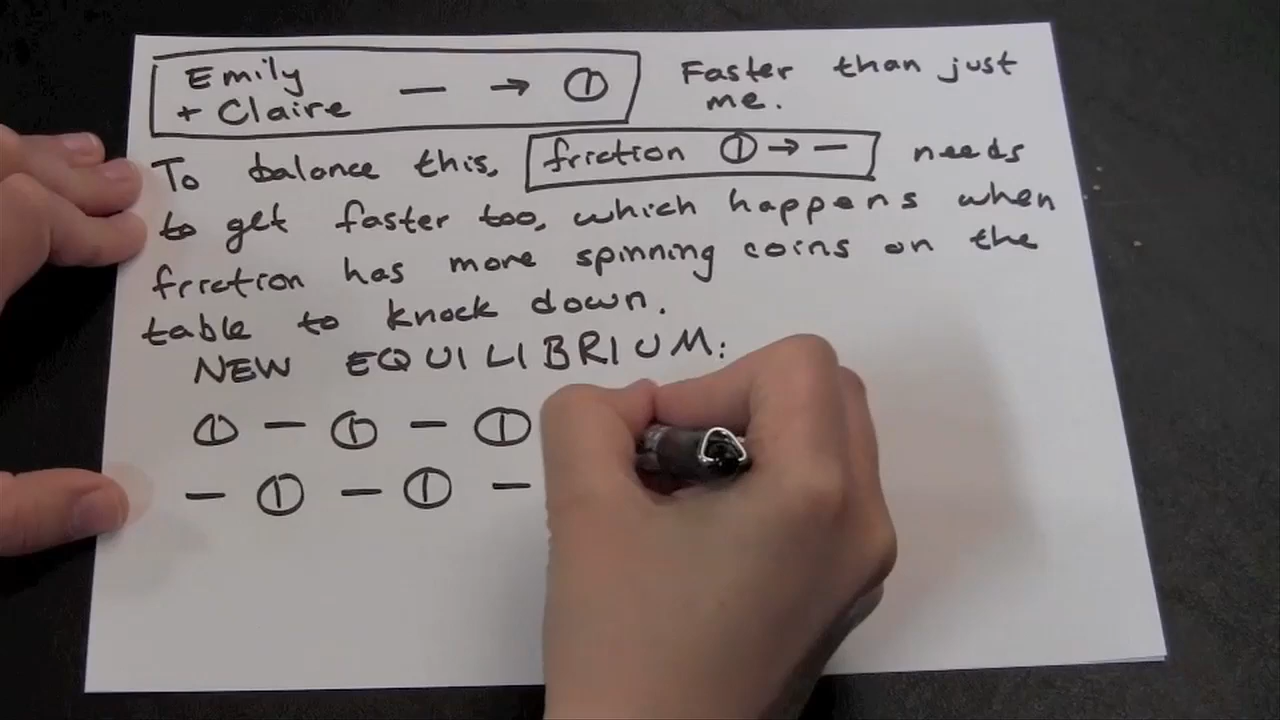 Emily
+ Claire — → ① Faster than just
me.
To balance this, friction ① → — needs
to get faster too, which happens when
friction has more spinning coins on the
table to knock down.
NEW EQUILIBRIUM:
① — ① — ①
— ① — ① —